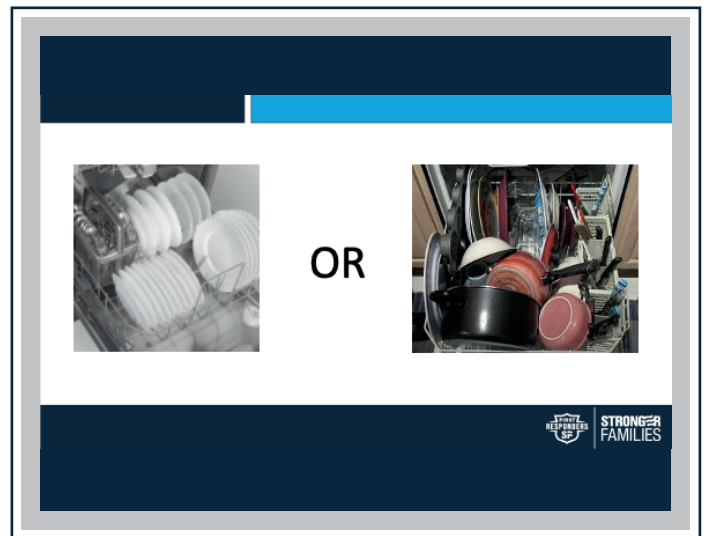 OR
FIRST
RESPONDERS
SF
STRONGER
FAMILIES